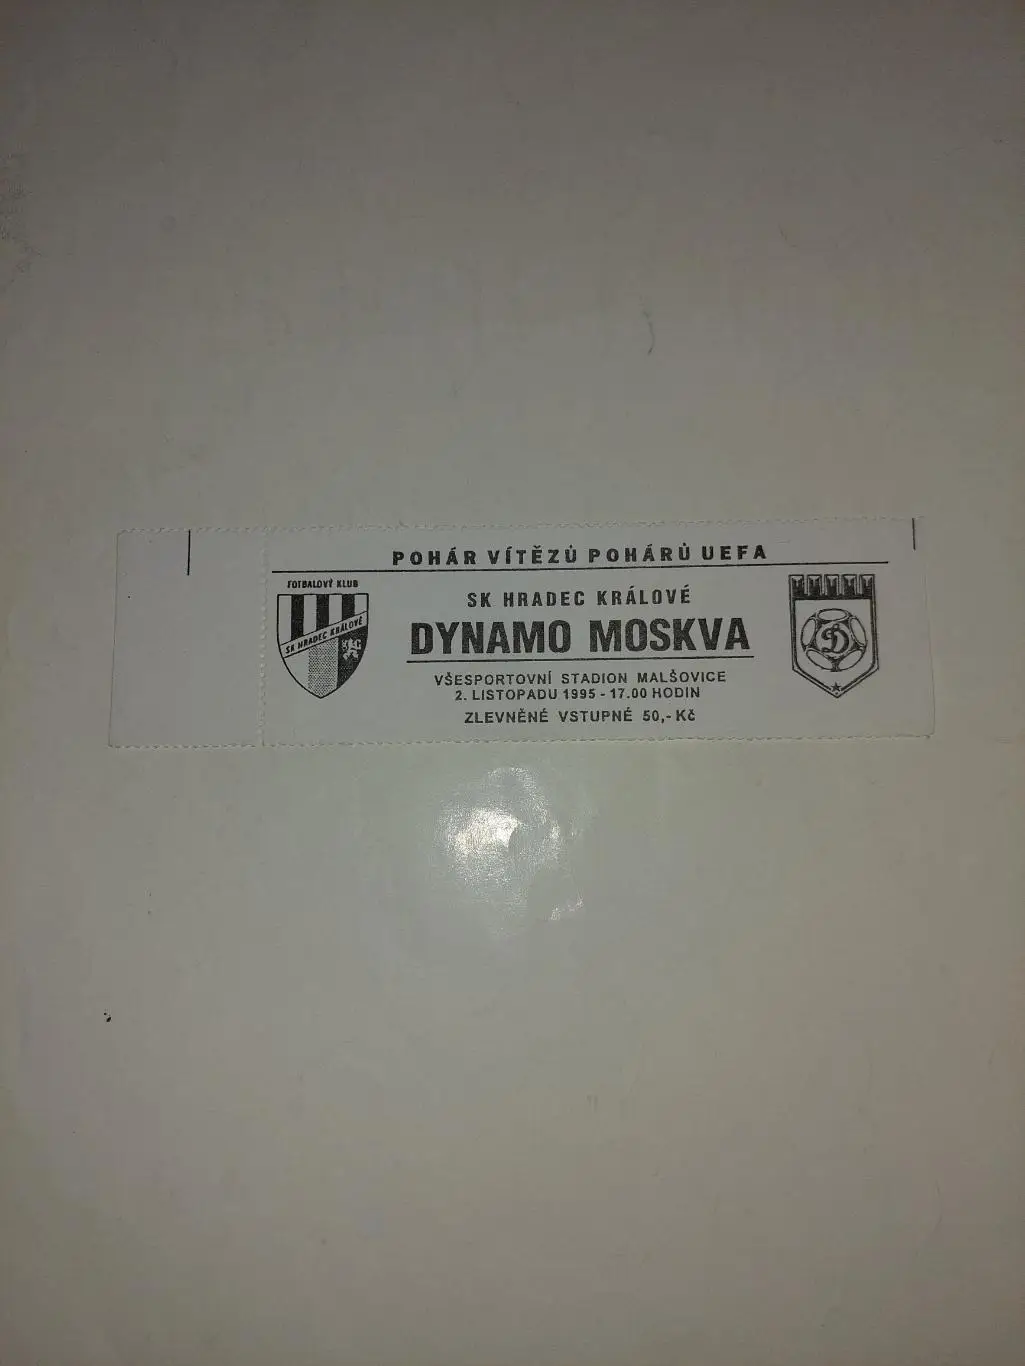 POHÁR VÍTĚZŮ POHÁRŮ UEFA
FOTBALOVÝ KLUB
SK HRADEC KRÁLOVÉ
SK HRADEC KRÁLOVÉ
DYNAMO MOSKVA
VŠESPORTOVNÍ STADION MALŠOVICE
2. LISTOPADU 1995 - 17.00 HODIN
ZLEVNĚNÉ VSTUPNÉ 50,- Kč
D